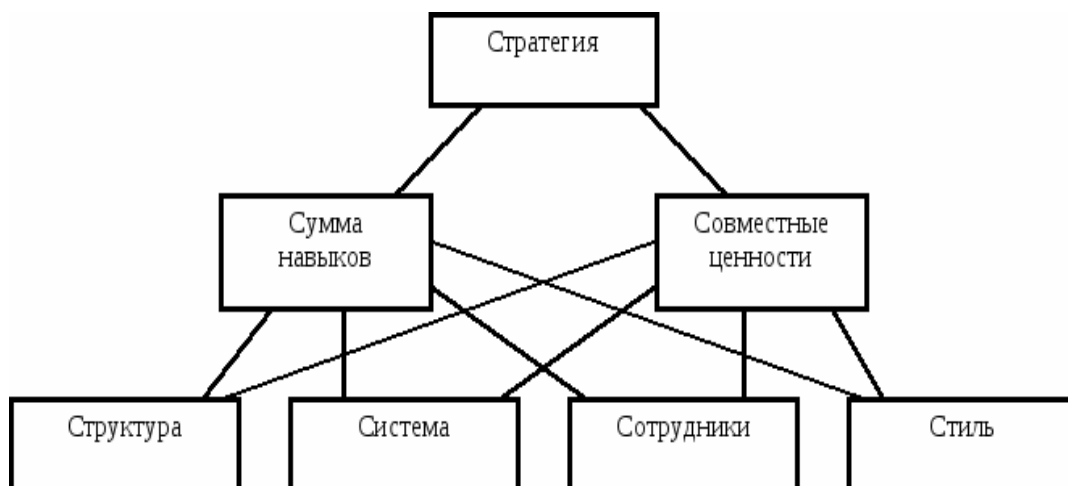 Стратегия
Сумма
навыков
Совместные
ценности
Структура
Система
Сотрудники
Стиль